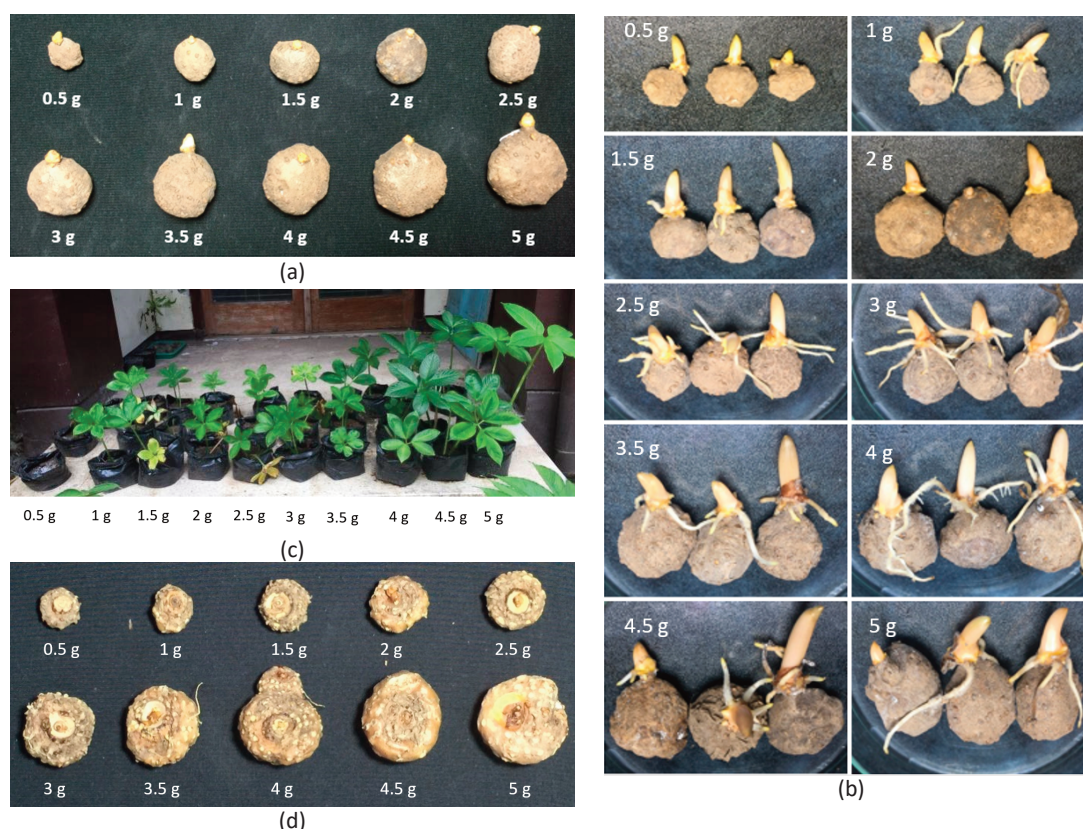 0.5 g 1 g 1.5 g 2 g 2.5 g
3 g 3.5 g 4 g 4.5 g 5 g
(a)
0.5 g 1 g 1.5 g 2 g 2.5 g 3 g 3.5 g 4 g 4.5 g 5 g
(c)
0.5 g 1 g 1.5 g 2 g 2.5 g
3 g 3.5 g 4 g 4.5 g 5 g
(d)
0.5 g 1 g
1.5 g 2 g
2.5 g 3 g
3.5 g 4 g
4.5 g 5 g
(b)